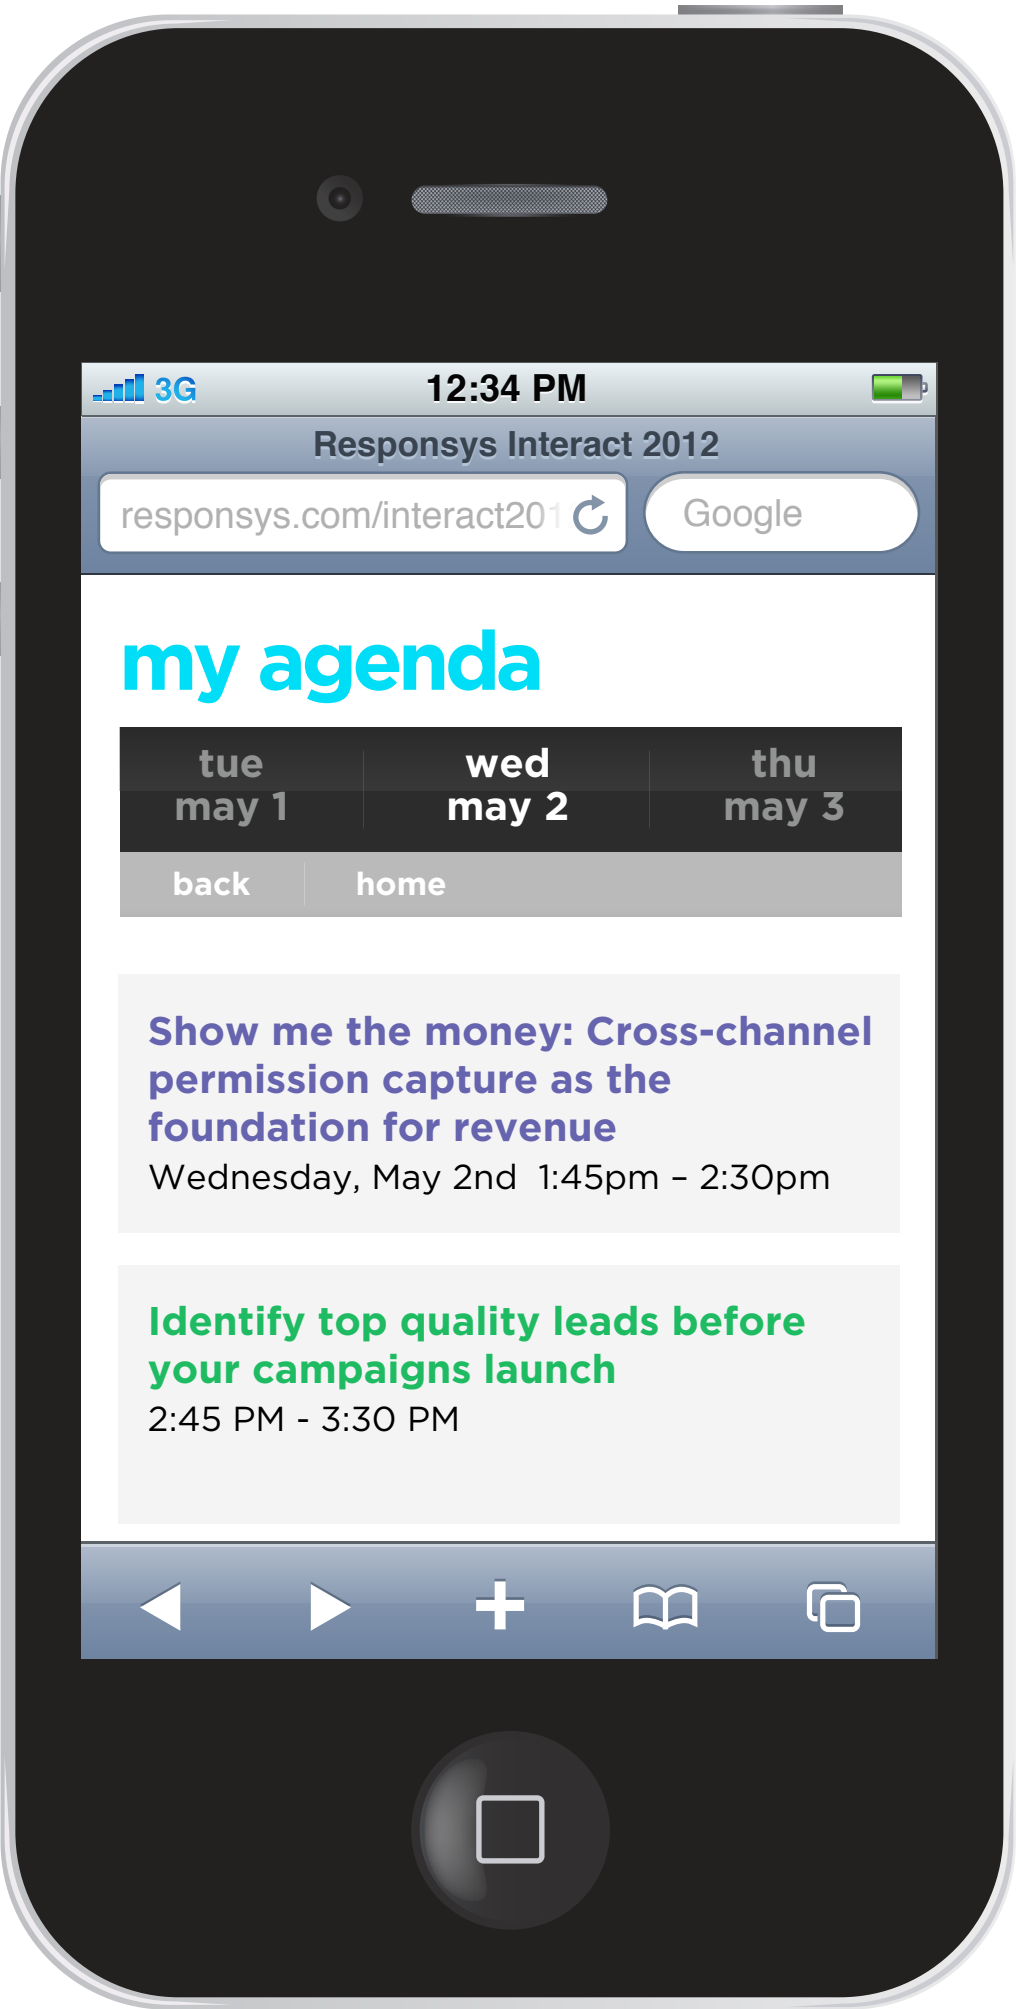 3G 12:34 PM
Responsys Interact 2012
responsys.com/interact201 Google
my agenda
tue wed thu
may 1 may 2 may 3
back home
Show me the money: Cross-channel
permission capture as the
foundation for revenue
Wednesday, May 2nd 1:45pm – 2:30pm
Identify top quality leads before
your campaigns launch
2:45 PM - 3:30 PM